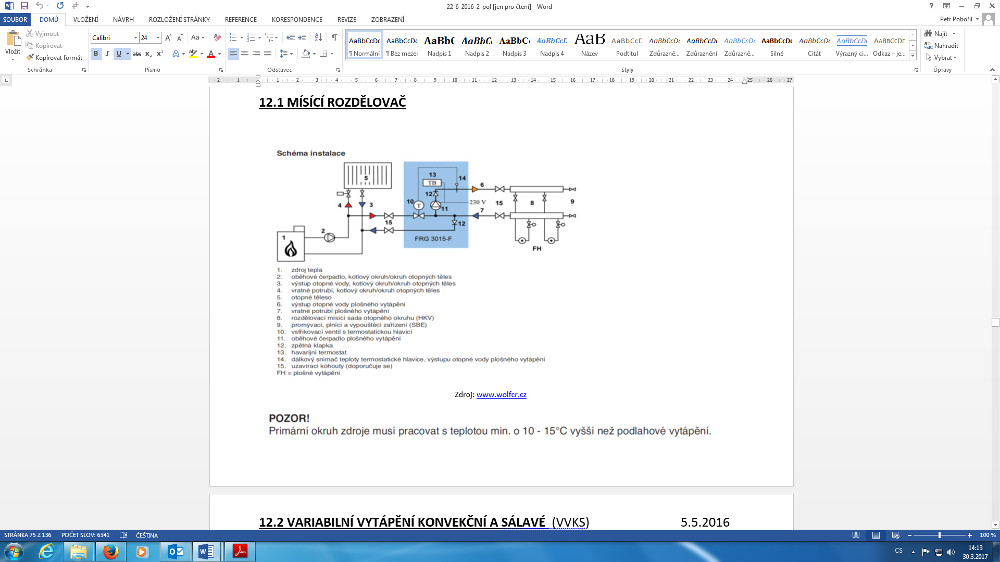 22-6-2016-2-pol [jen pro čtení] - Word
SOUBOR DOMŮ VLOŽENÍ NÁVRH ROZLOŽENÍ STRÁNKY REFERENCE KORESPONDENCE REVIZE ZOBRAZENÍ Petr Pobořil
Vložit
Vyjmout
Kopírovat
Kopírovat formát
Schránka
Calibri 24
Písmo
Odstavec
AaBbCcDc AaBbCcDc AaBbC AaBbCc AaBbC AaBbCcD AaB AaBbCcD AaBbCcDc AaBbCcDc AaBbCcDc AaBbCcDc AaBbCcDc AaBbCcDc AABBCCDE
¶ Normální ¶ Bez mezer Nadpis 1 Nadpis 2 Nadpis 3 Nadpis 4 Název Podtitul Zdůrazně... Zdůraznění Zdůrazně... Silné Citát Výrazný ci... Odkaz – je...
Styly
Najít
Nahradit
Vybrat
Úpravy
2 1 1 2 3 4 5 6 7 8 9 10 11 12 13 14 15 16 17 18 19 20 21 22 23 24 25 26 27
12.1 MÍSÍCÍ ROZDĚLOVAČ
Schéma instalace
5
13
TB
14
6
12
10
T
230 V
15
8
9
4
3
11
7
15
12
2
1
FRG 3015-F
FH
1. zdroj tepla
2. oběhové čerpadlo, kotlový okruh/okruh otopných těles
3. výstup otopné vody, kotlový okruh/okruh otopných těles
4. vratné potrubí, kotlový okruh/okruh otopných těles
5. otopné těleso
6. výstup otopné vody plošného vytápění
7. vratné potrubí plošného vytápění
8. rozdělovací mísicí sada otopného okruhu (HKV)
9. promývací, plnicí a vypouštěcí zařízení (SBE)
10. vstřikovací ventil s termostatickou hlavicí
11. oběhové čerpadlo plošného vytápění
12. zpětná klapka
13. havarijní termostat
14. dálkový snímač teploty termostatické hlavice, výstupu otopné vody plošného vytápění
15. uzavírací kohouty (doporučuje se)
FH = plošné vytápění
Zdroj: www.wolfcr.cz
POZOR!
Primární okruh zdroje musí pracovat s teplotou min. o 10 - 15°C vyšší než podlahové vytápění.
12.2 VARIABILNÍ VYTÁPĚNÍ KONVEKČNÍ A SÁLAVÉ (VVKS) 5.5.2016
STRÁNKA 75 Z 136 POČET SLOV: 6341 ČEŠTINA 100 %
CS 14:13
30.3.2017